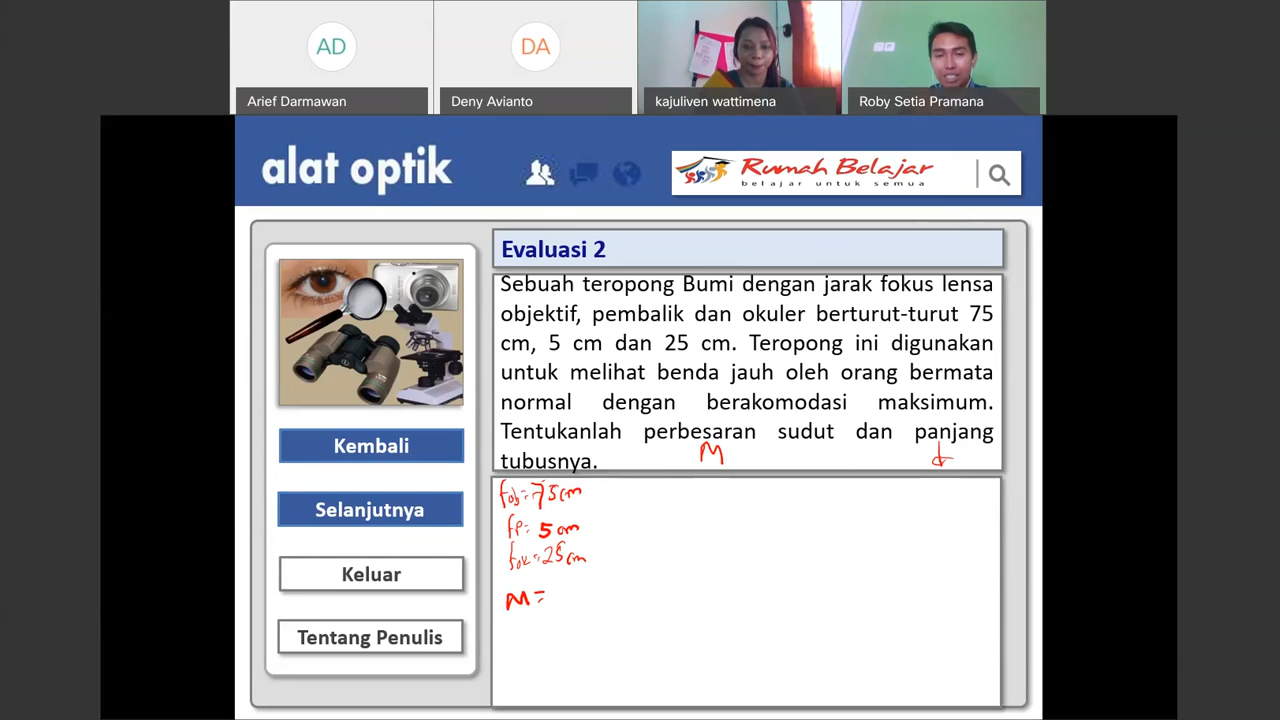 AD
DA
Arief Darmawan
Deny Avianto
kajuliven wattimena
Roby Setia Pramana
alat optik
Rumah Belajar
belajar untuk semua
Evaluasi 2
Sebuah teropong Bumi dengan jarak fokus lensa
objektif, pembalik dan okuler berturut-turut 75
cm, 5 cm dan 25 cm. Teropong ini digunakan
untuk melihat benda jauh oleh orang bermata
normal dengan berakomodasi maksimum.
Tentukanlah perbesaran sudut dan panjang
tubusnya.
M
fob = 75 cm
fp = 5 cm
fok = 25 cm
M =
Kembali
Selanjutnya
Keluar
Tentang Penulis